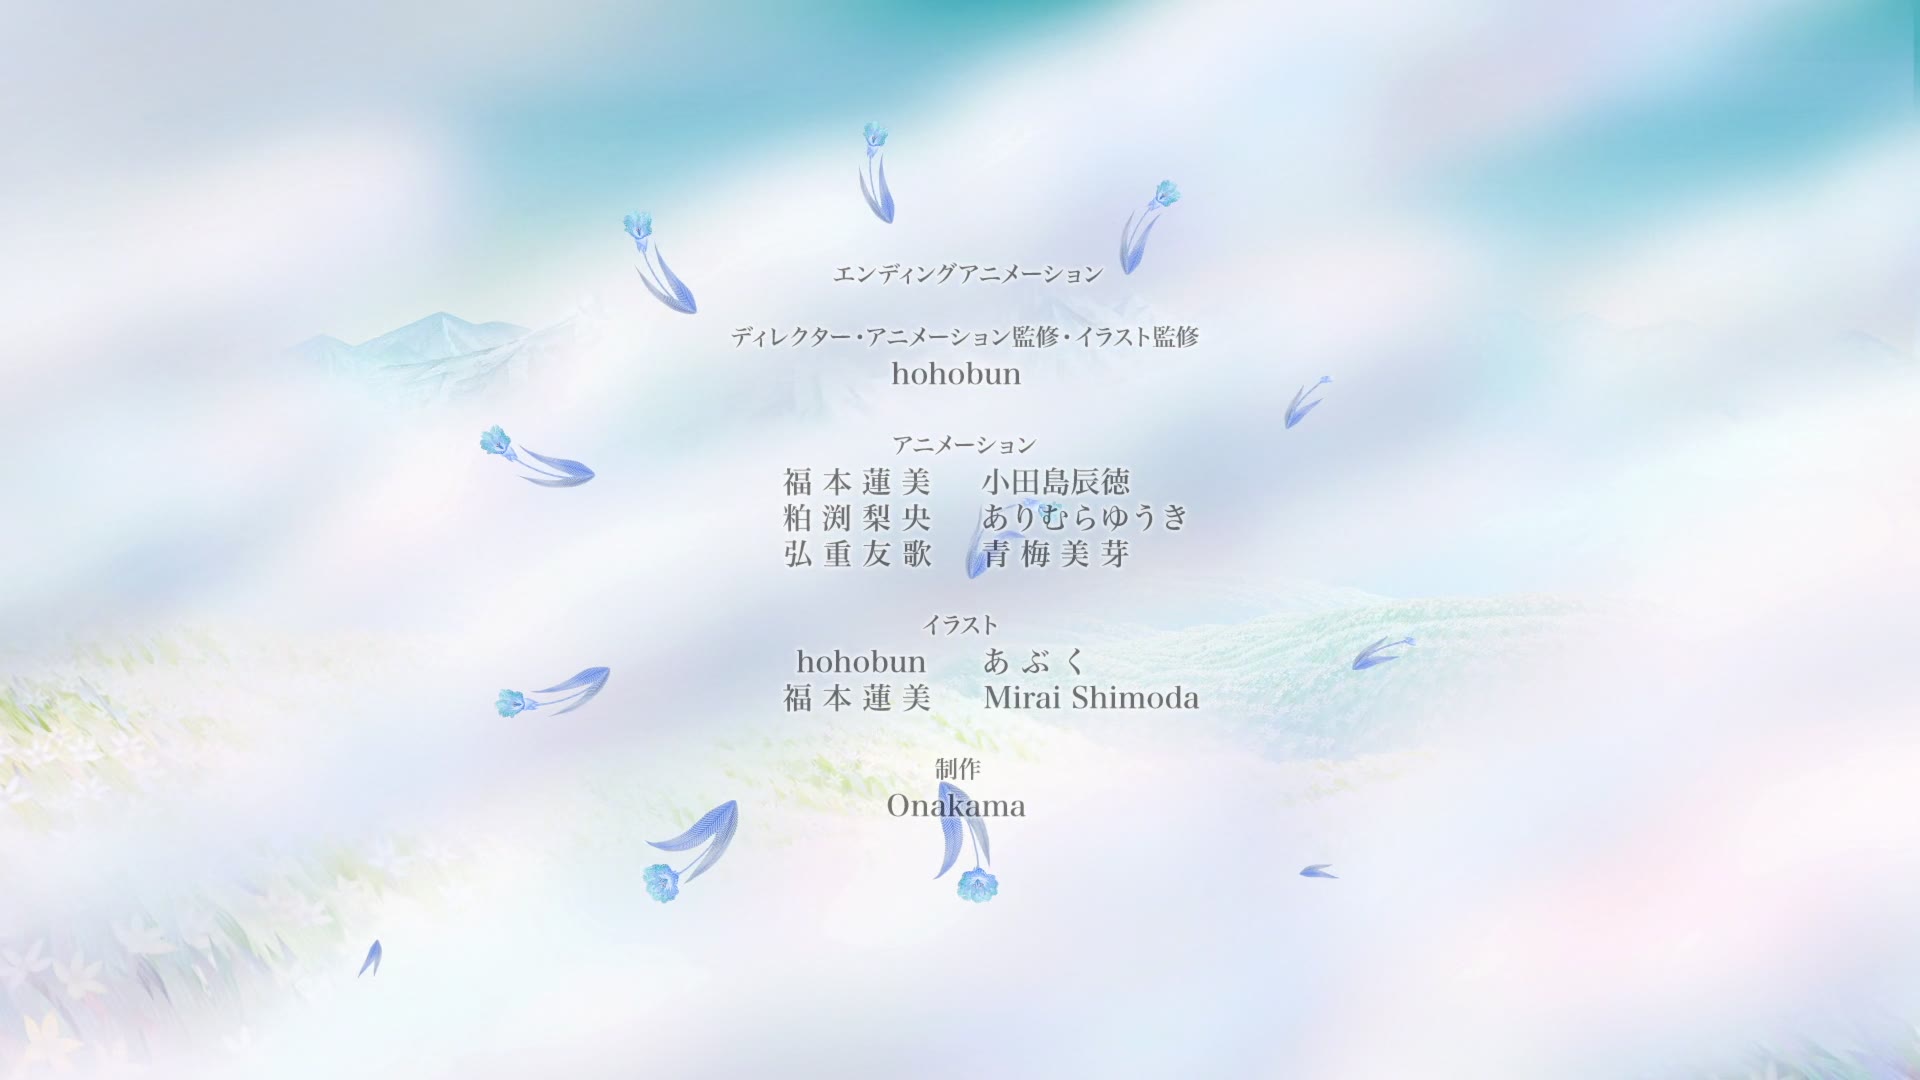 エンディングアニメーション
ディレクター・アニメーション監修・イラスト監修
hohobun
アニメーション
福本蓮美 小田島辰徳
粕渕梨央 ありむらゆうき
弘重友歌 青梅美芽
イラスト
hohobun あぶく
福本蓮美 Mirai Shimoda
制作
Onakama